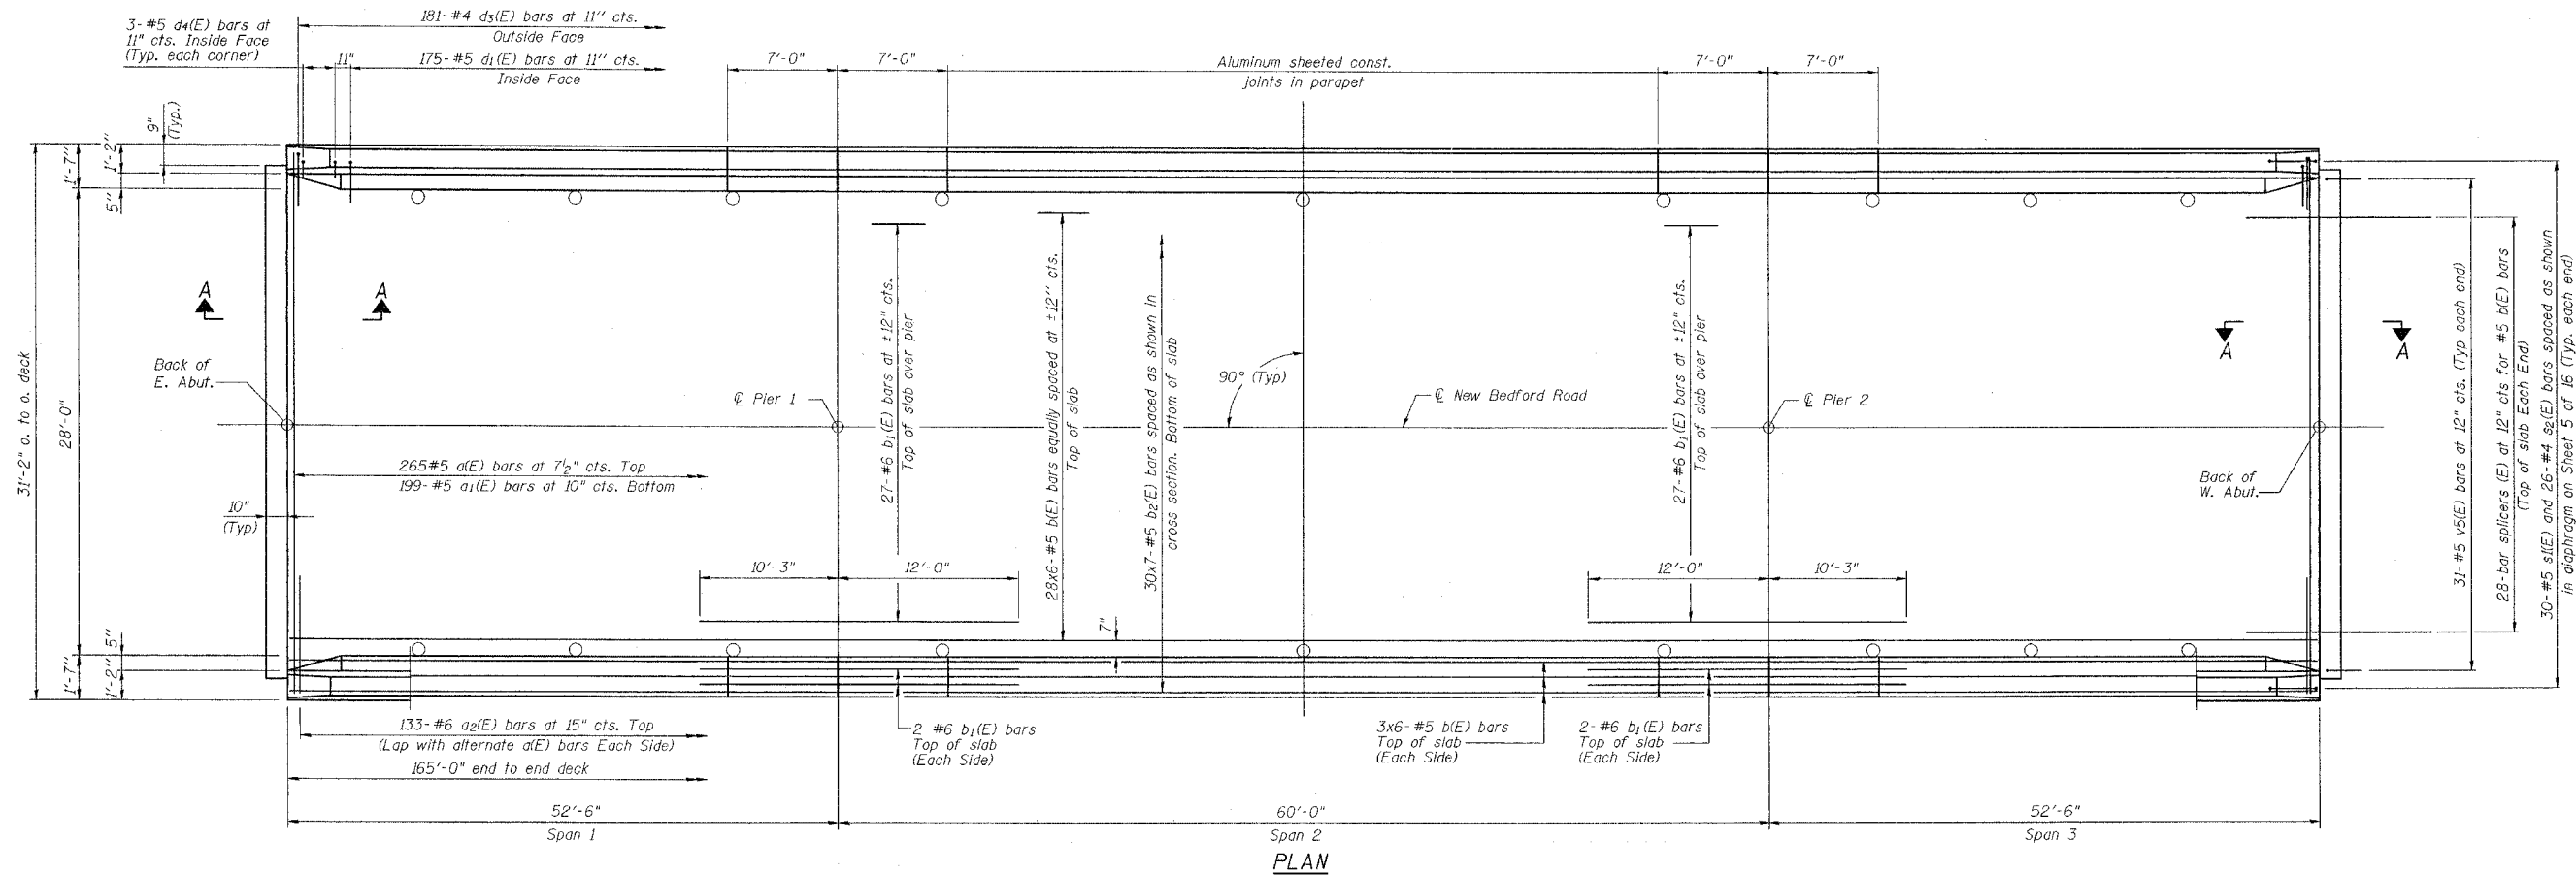 3-#5 d4(E) bars at
11" cts. Inside Face
(Typ. each corner)
181-#4 d3(E) bars at 11" cts.
Outside Face
11"
175-#5 d1(E) bars at 11" cts.
Inside Face
7'-0"
7'-0"
Aluminum sheeted const.
joints in parapet
7'-0"
7'-0"
9"
(Typ.)
1'-7"
1'-2"
5"
31'-2" o. to o. deck
28'-0"
A
A
Back of
E. Abut.
℄ Pier 1
27-#6 b1(E) bars at ±12" cts.
Top of slab over pier
28x6-#5 b(E) bars equally spaced at ±12" cts.
Top of slab
30x7-#5 b2(E) bars spaced as shown in
cross section. Bottom of slab
90° (Typ)
℄ New Bedford Road
27-#6 b1(E) bars at ±12" cts.
Top of slab over pier
℄ Pier 2
A
A
Back of
W. Abut.
31-#5 v5(E) bars at 12" cts. (Typ each end)
28-bar splicers (E) at 12" cts for #5 b(E) bars
(Top of slab Each End)
30-#5 s1(E) and 26-#4 s2(E) bars spaced as shown
in diaphragm on Sheet 5 of 16 (Typ. each end)
265#5 a(E) bars at 7½" cts. Top
199-#5 a1(E) bars at 10" cts. Bottom
10"
(Typ)
10'-3"
12'-0"
12'-0"
10'-3"
7"
5"
1'-7"
1'-2"
133-#6 a2(E) bars at 15" cts. Top
(Lap with alternate a(E) bars Each Side)
165'-0" end to end deck
2-#6 b1(E) bars
Top of slab
(Each Side)
3x6-#5 b(E) bars
Top of slab
(Each Side)
2-#6 b1(E) bars
Top of slab
(Each Side)
52'-6"
Span 1
60'-0"
Span 2
52'-6"
Span 3
PLAN